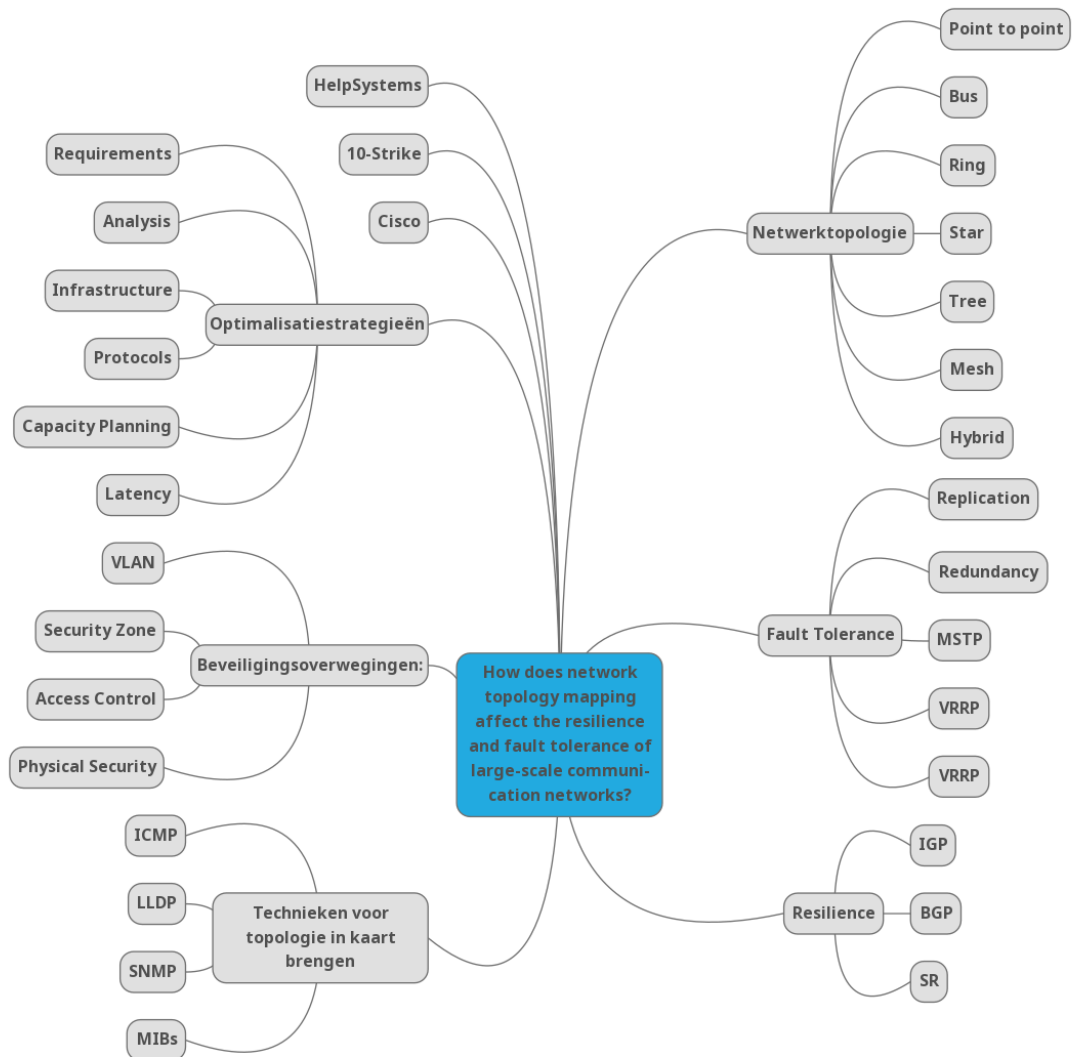 Point to point
HelpSystems
Bus
Requirements
10-Strike
Ring
Analysis
Cisco
Netwerktopologie
Star
Infrastructure
Tree
Optimalisatiestrategieën
Protocols
Mesh
Capacity Planning
Hybrid
Latency
Replication
VLAN
Redundancy
Security Zone
Fault Tolerance
MSTP
Beveiligingsoverwegingen:
Access Control
VRRP
Physical Security
VRRP
How does network
topology mapping
affect the resilience
and fault tolerance of
large-scale communi-
cation networks?
ICMP
IGP
LLDP
Technieken voor
topologie in kaart
brengen
Resilience
BGP
SNMP
SR
MIBs